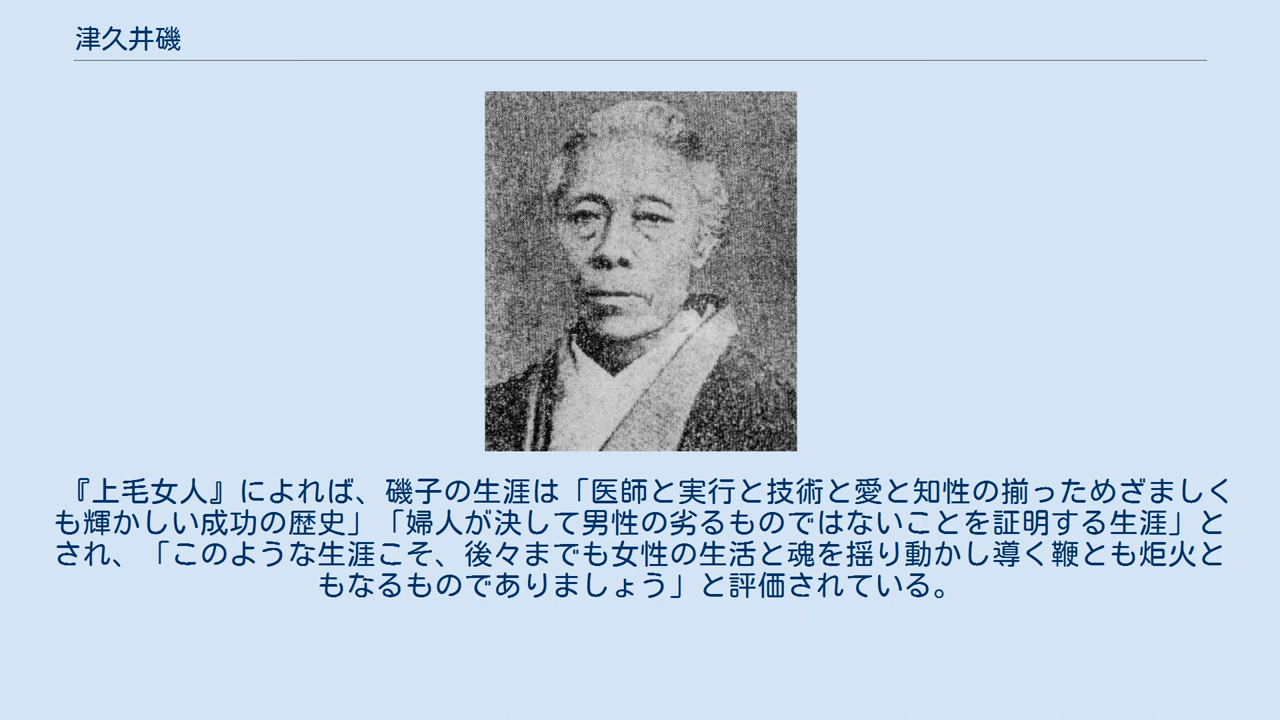 津久井磯
『上毛女人』によれば、磯子の生涯は「医師と実行と技術と愛と知性の揃っためざましく
も輝かしい成功の歴史」「婦人が決して男性の劣るものではないことを証明する生涯」と
され、「このような生涯こそ、後々までも女性の生活と魂を揺り動かし導く鞭とも炬火と
もなるものでありましょう」と評価されている。